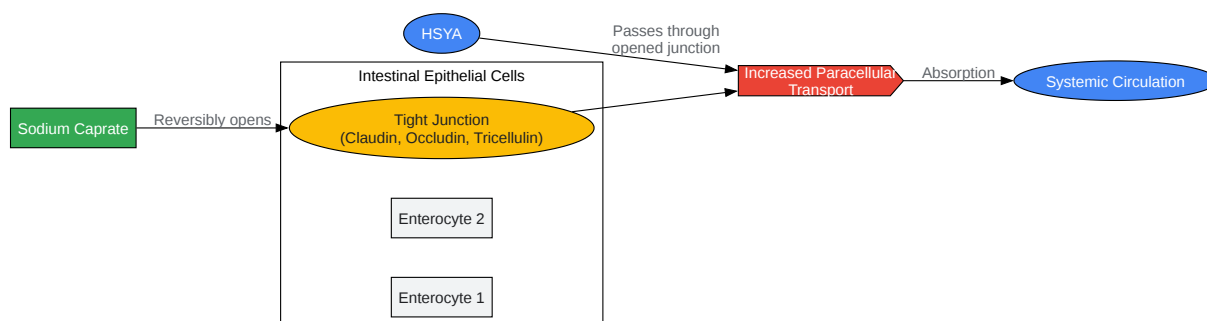 HSYA
Passes through
opened junction
Intestinal Epithelial Cells
Increased Paracellular
Transport
Absorption
Systemic Circulation
Sodium Caprate
Reversibly opens
Tight Junction
(Claudin, Occludin, Tricellulin)
Enterocyte 2
Enterocyte 1